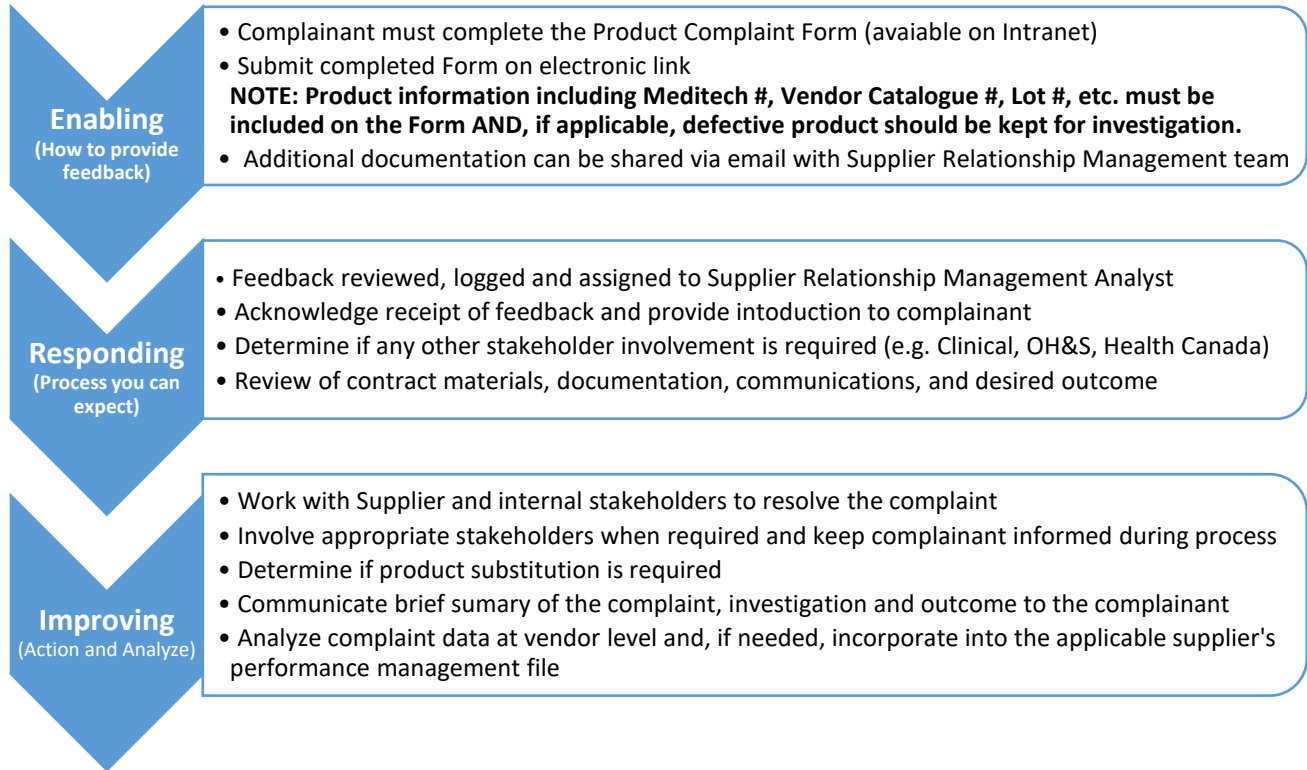 Enabling
(How to provide
feedback)
• Complainant must complete the Product Complaint Form (avaiable on Intranet)
• Submit completed Form on electronic link
NOTE: Product information including Meditech #, Vendor Catalogue #, Lot #, etc. must be
included on the Form AND, if applicable, defective product should be kept for investigation.
• Additional documentation can be shared via email with Supplier Relationship Management team
Responding
(Process you can
expect)
• Feedback reviewed, logged and assigned to Supplier Relationship Management Analyst
• Acknowledge receipt of feedback and provide intoduction to complainant
• Determine if any other stakeholder involvement is required (e.g. Clinical, OH&S, Health Canada)
• Review of contract materials, documentation, communications, and desired outcome
Improving
(Action and Analyze)
• Work with Supplier and internal stakeholders to resolve the complaint
• Involve appropriate stakeholders when required and keep complainant informed during process
• Determine if product substitution is required
• Communicate brief sumary of the complaint, investigation and outcome to the complainant
• Analyze complaint data at vendor level and, if needed, incorporate into the applicable supplier's
performance management file